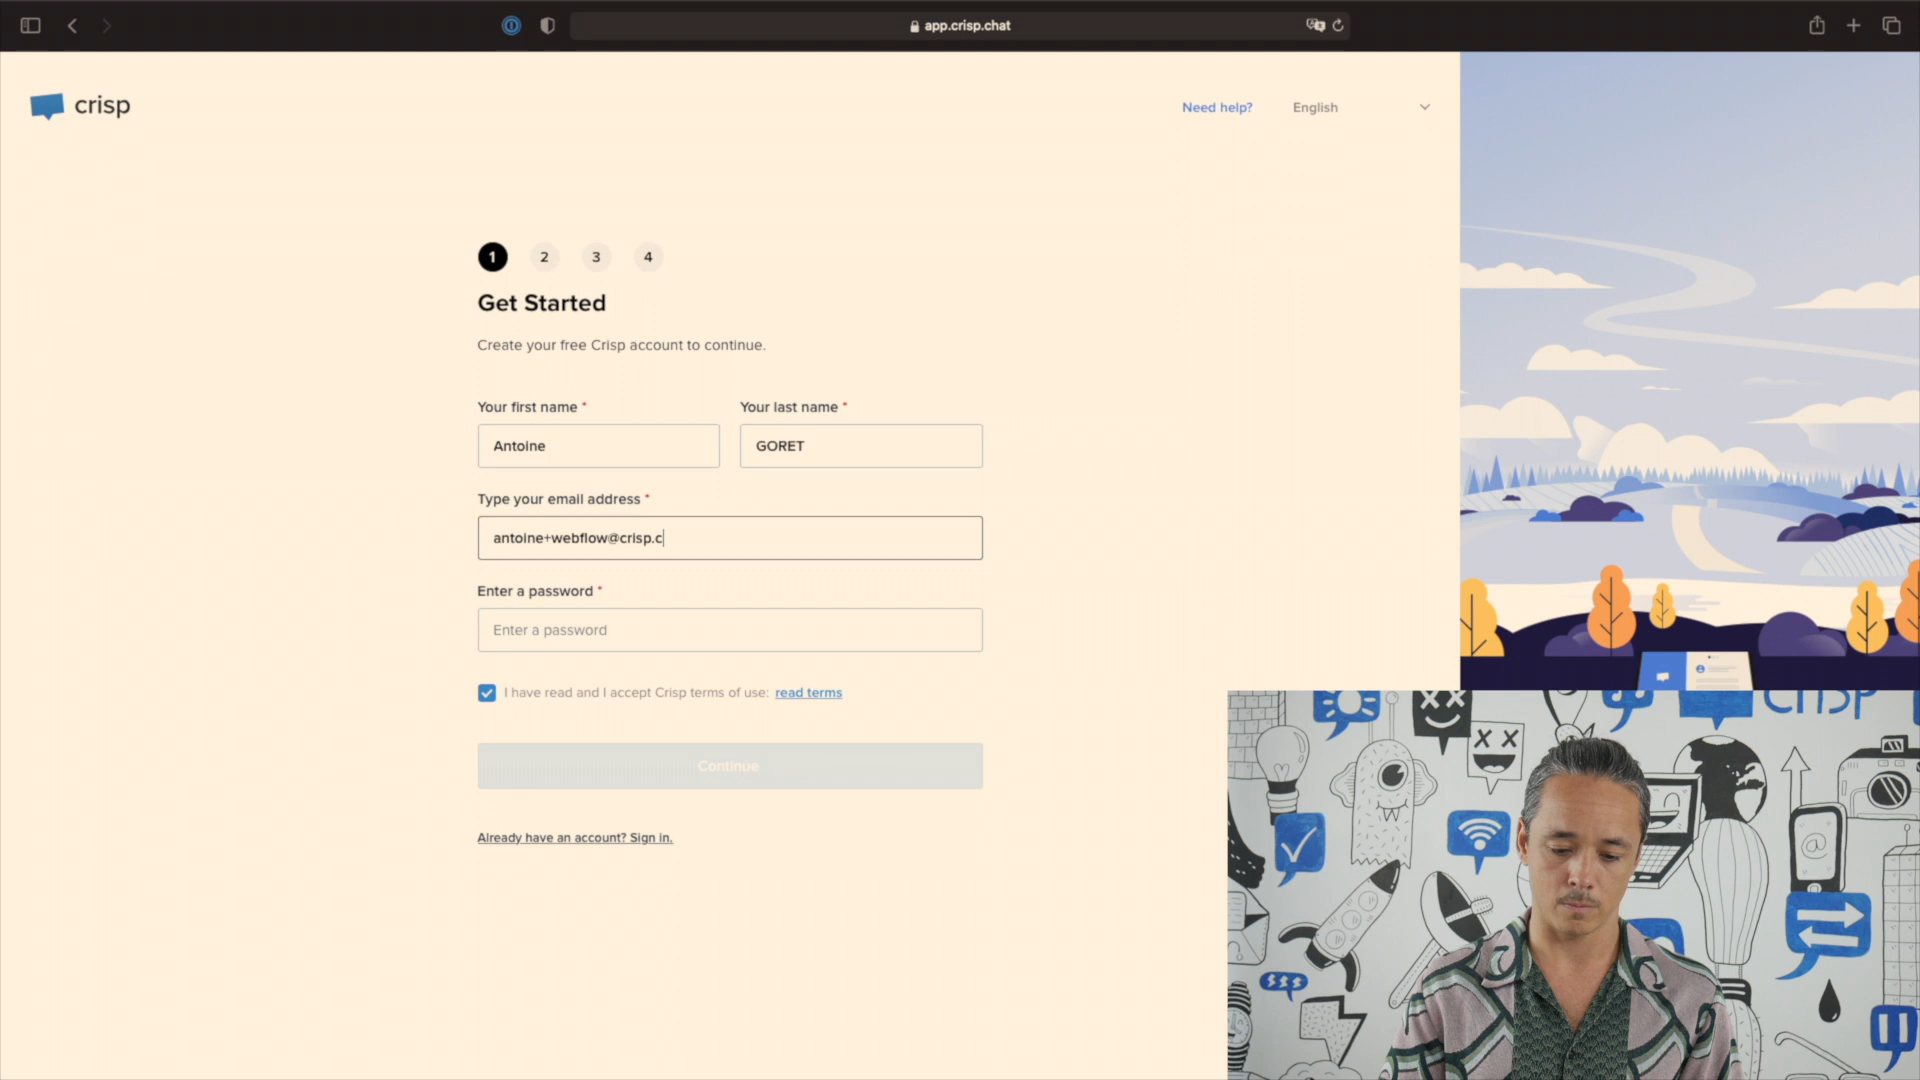 app.crisp.chat
crisp
Need help?
English
1 2 3 4
Get Started
Create your free Crisp account to continue.
Your first name *
Your last name *
Antoine
GORET
Type your email address *
antoine+webflow@crisp.c
Enter a password *
Enter a password
I have read and I accept Crisp terms of use: read terms
Continue
Already have an account? Sign in.
crisp
@
$$$